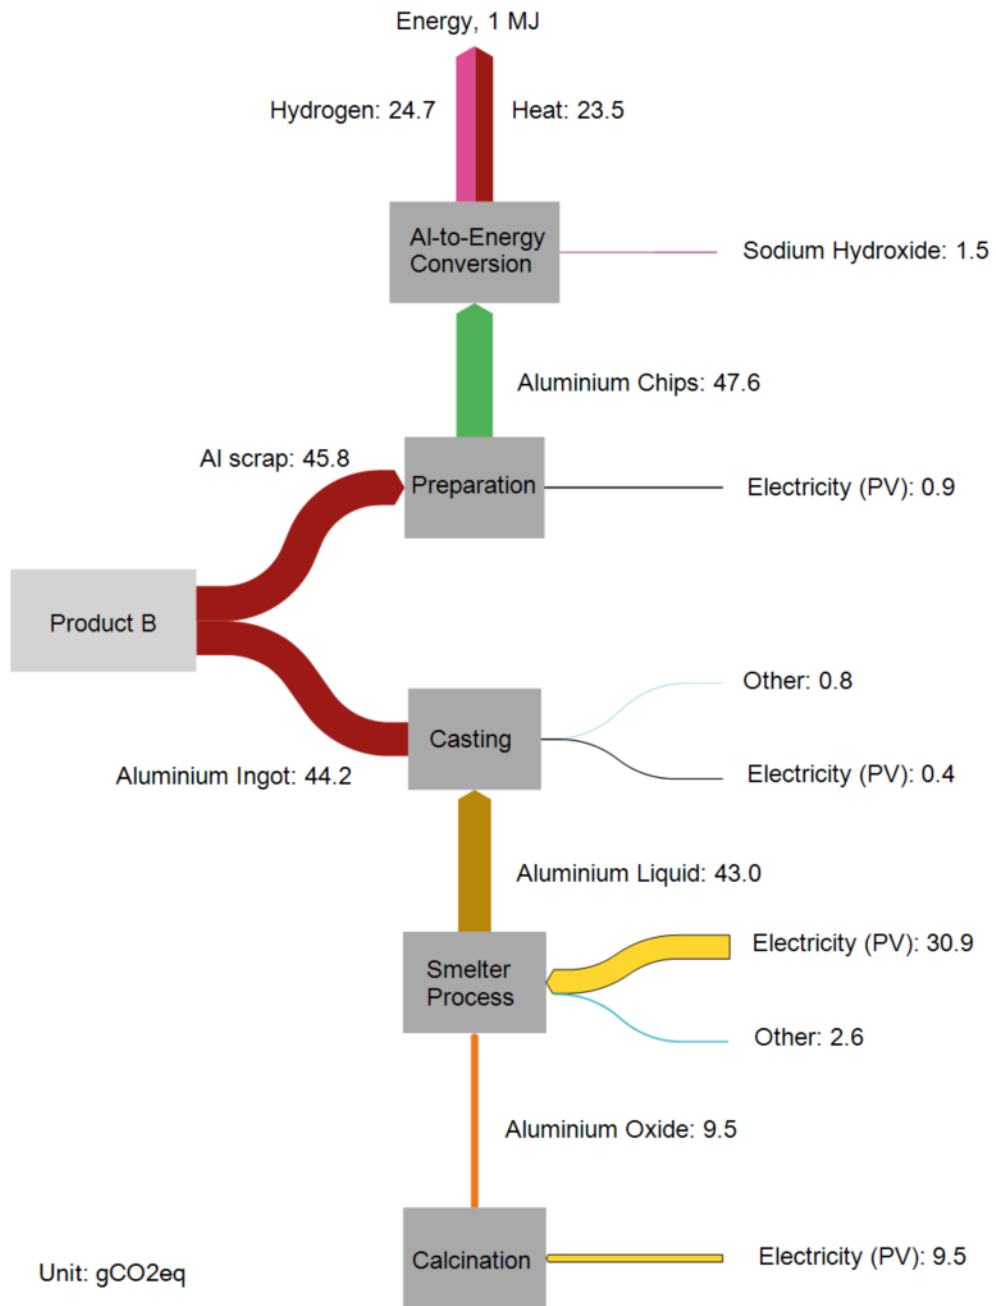 Energy, 1 MJ
Hydrogen: 24.7
Heat: 23.5
Al-to-Energy
Conversion
Sodium Hydroxide: 1.5
Aluminium Chips: 47.6
Al scrap: 45.8
Preparation
Electricity (PV): 0.9
Product B
Other: 0.8
Casting
Aluminium Ingot: 44.2
Electricity (PV): 0.4
Aluminium Liquid: 43.0
Electricity (PV): 30.9
Smelter
Process
Other: 2.6
Aluminium Oxide: 9.5
Calcination
Electricity (PV): 9.5
Unit: gCO2eq